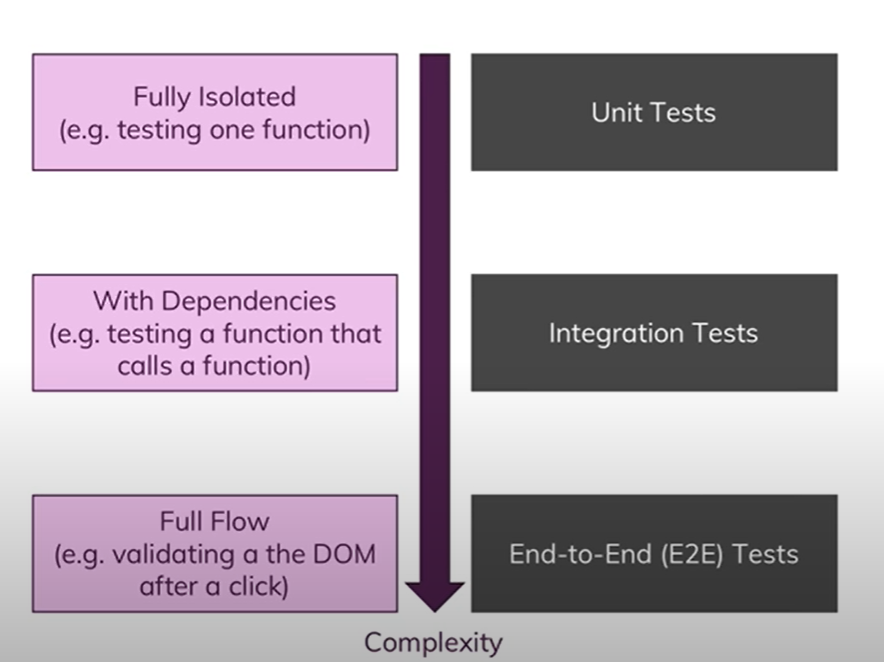 Fully Isolated
(e.g. testing one function)
Unit Tests
With Dependencies
(e.g. testing a function that
calls a function)
Integration Tests
Full Flow
(e.g. validating a the DOM
after a click)
End-to-End (E2E) Tests
Complexity